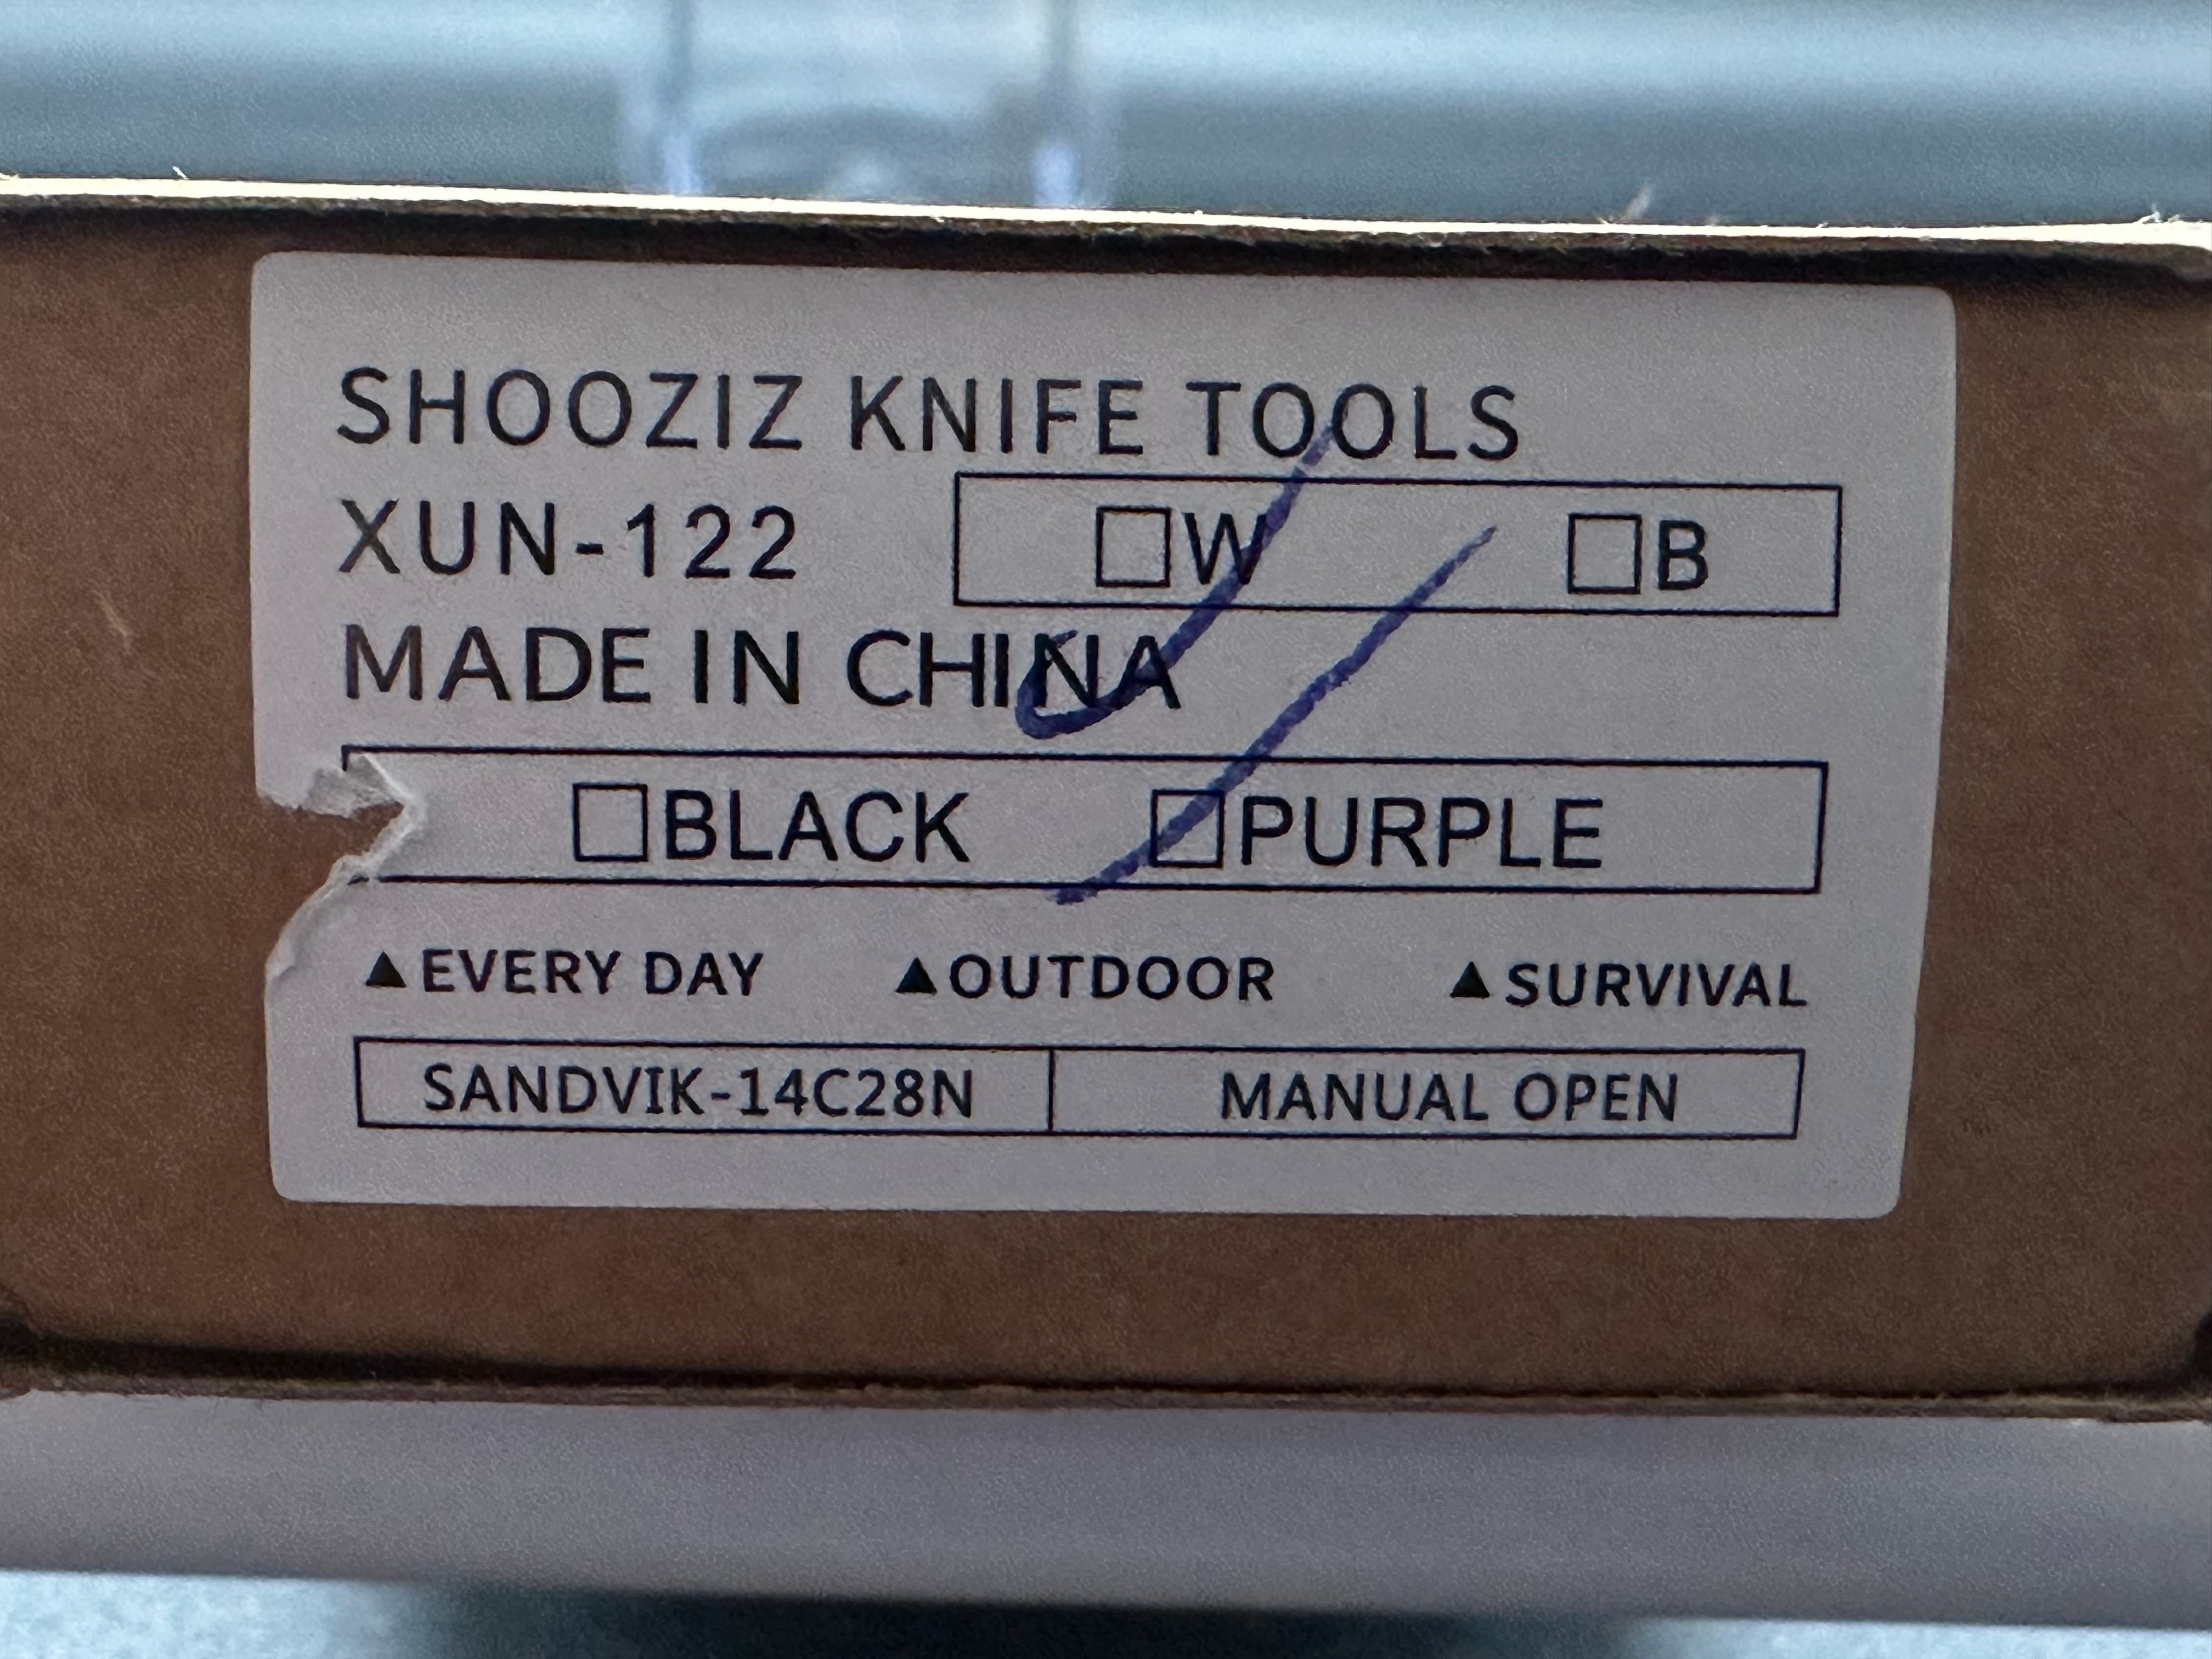 SHOOZIZ KNIFE TOOLS
XUN-122 □W □B
MADE IN CHINA
□BLACK □PURPLE
▲EVERY DAY ▲OUTDOOR ▲SURVIVAL
SANDVIK-14C28N MANUAL OPEN